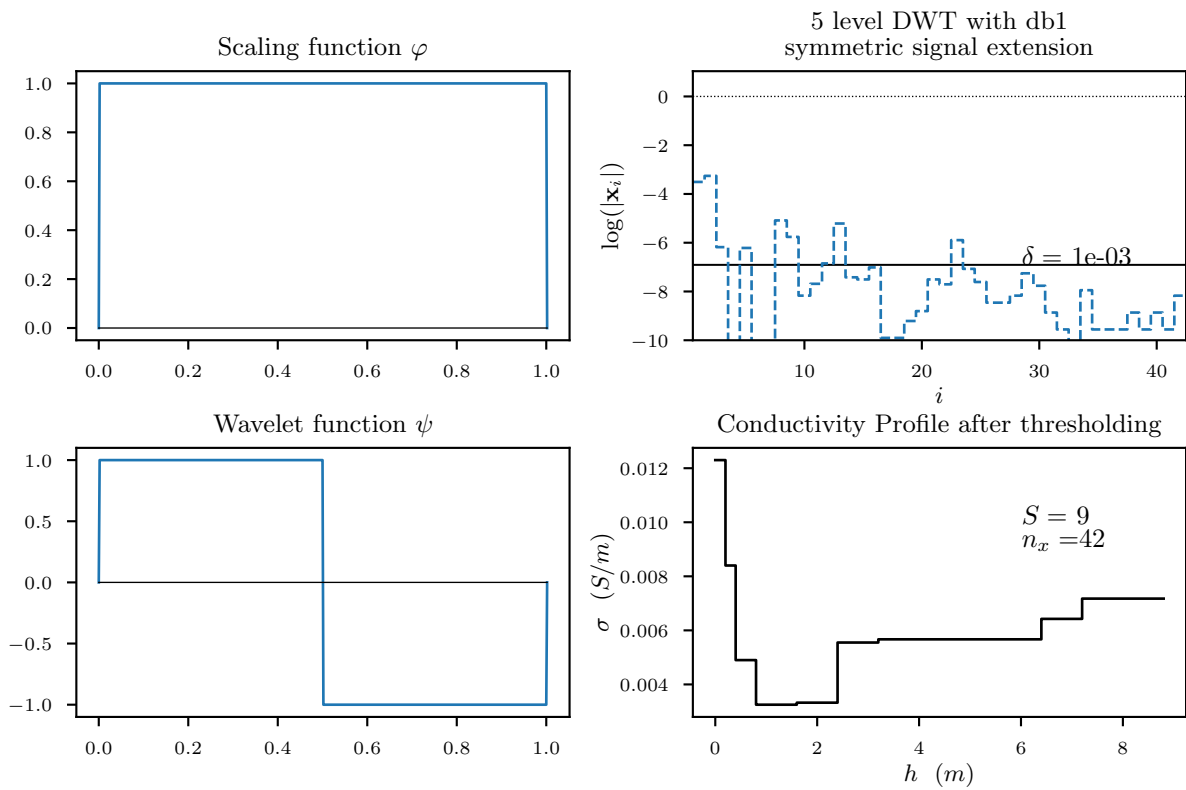 Scaling function φ
1.0
0.8
0.6
0.4
0.2
0.0
0.0 0.2 0.4 0.6 0.8 1.0
5 level DWT with db1
symmetric signal extension
0
−2
−4
−6
−8
−10
log(|x_i|)
δ = 1e-03
10 20 30 40
i
Wavelet function ψ
1.0
0.5
0.0
−0.5
−1.0
0.0 0.2 0.4 0.6 0.8 1.0
Conductivity Profile after thresholding
0.012
0.010
0.008
0.006
0.004
σ (S/m)
S = 9
n_x =42
0 2 4 6 8
h (m)